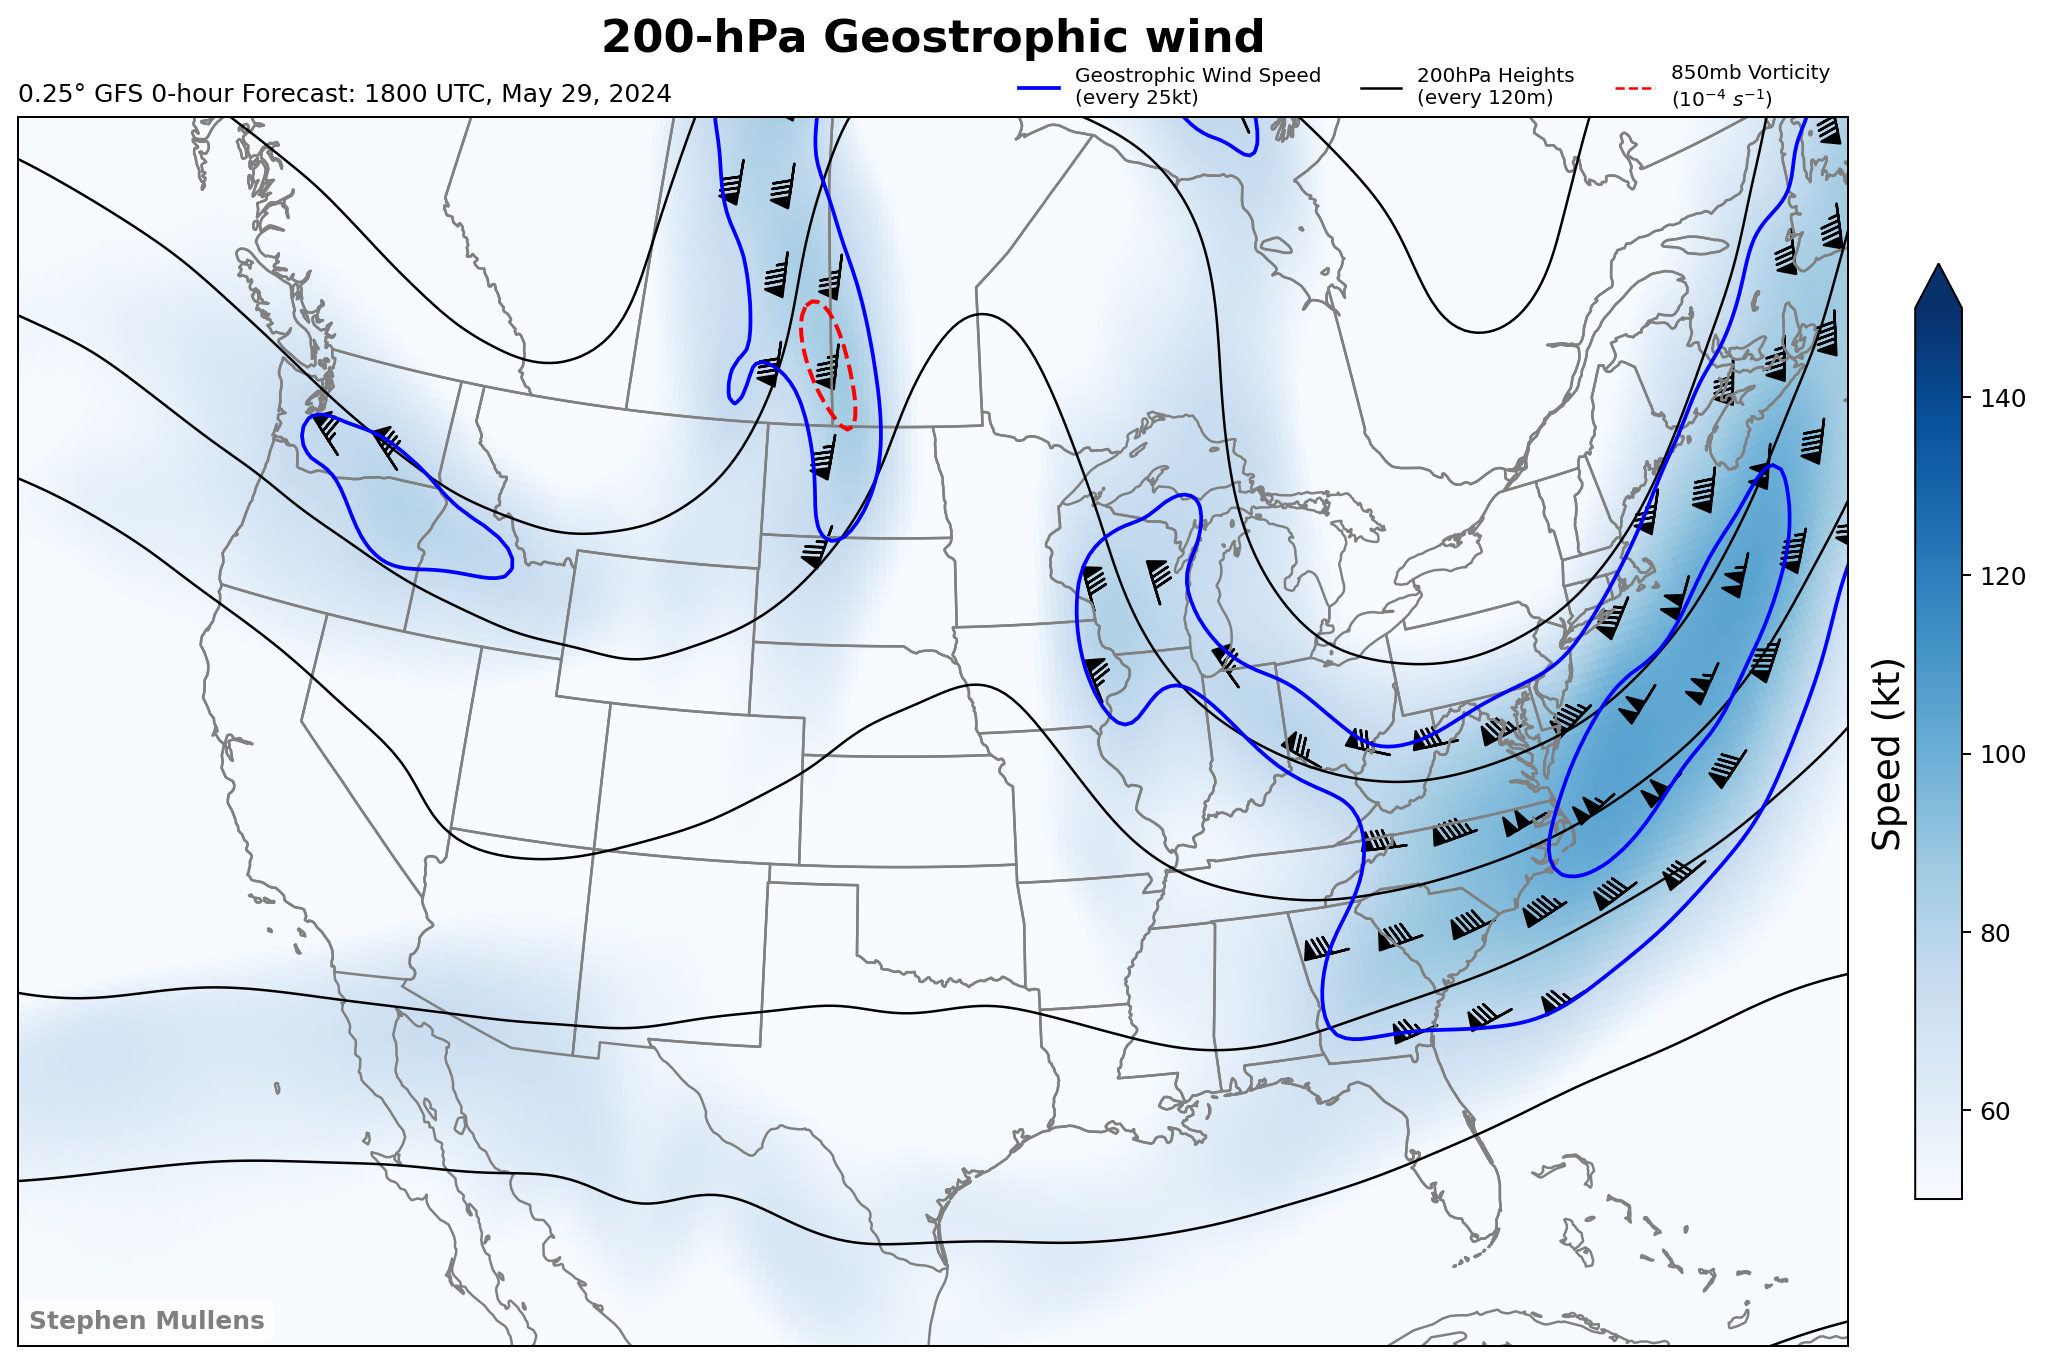 200-hPa Geostrophic wind
0.25° GFS 0-hour Forecast: 1800 UTC, May 29, 2024
Geostrophic Wind Speed
(every 25kt)
200hPa Heights
(every 120m)
850mb Vorticity
(10⁻⁴ s⁻¹)
140
120
100
80
60
Speed (kt)
Stephen Mullens